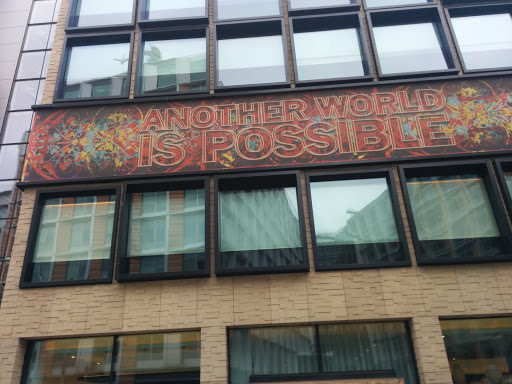 ANOTHER WORLD
IS POSSIBLE